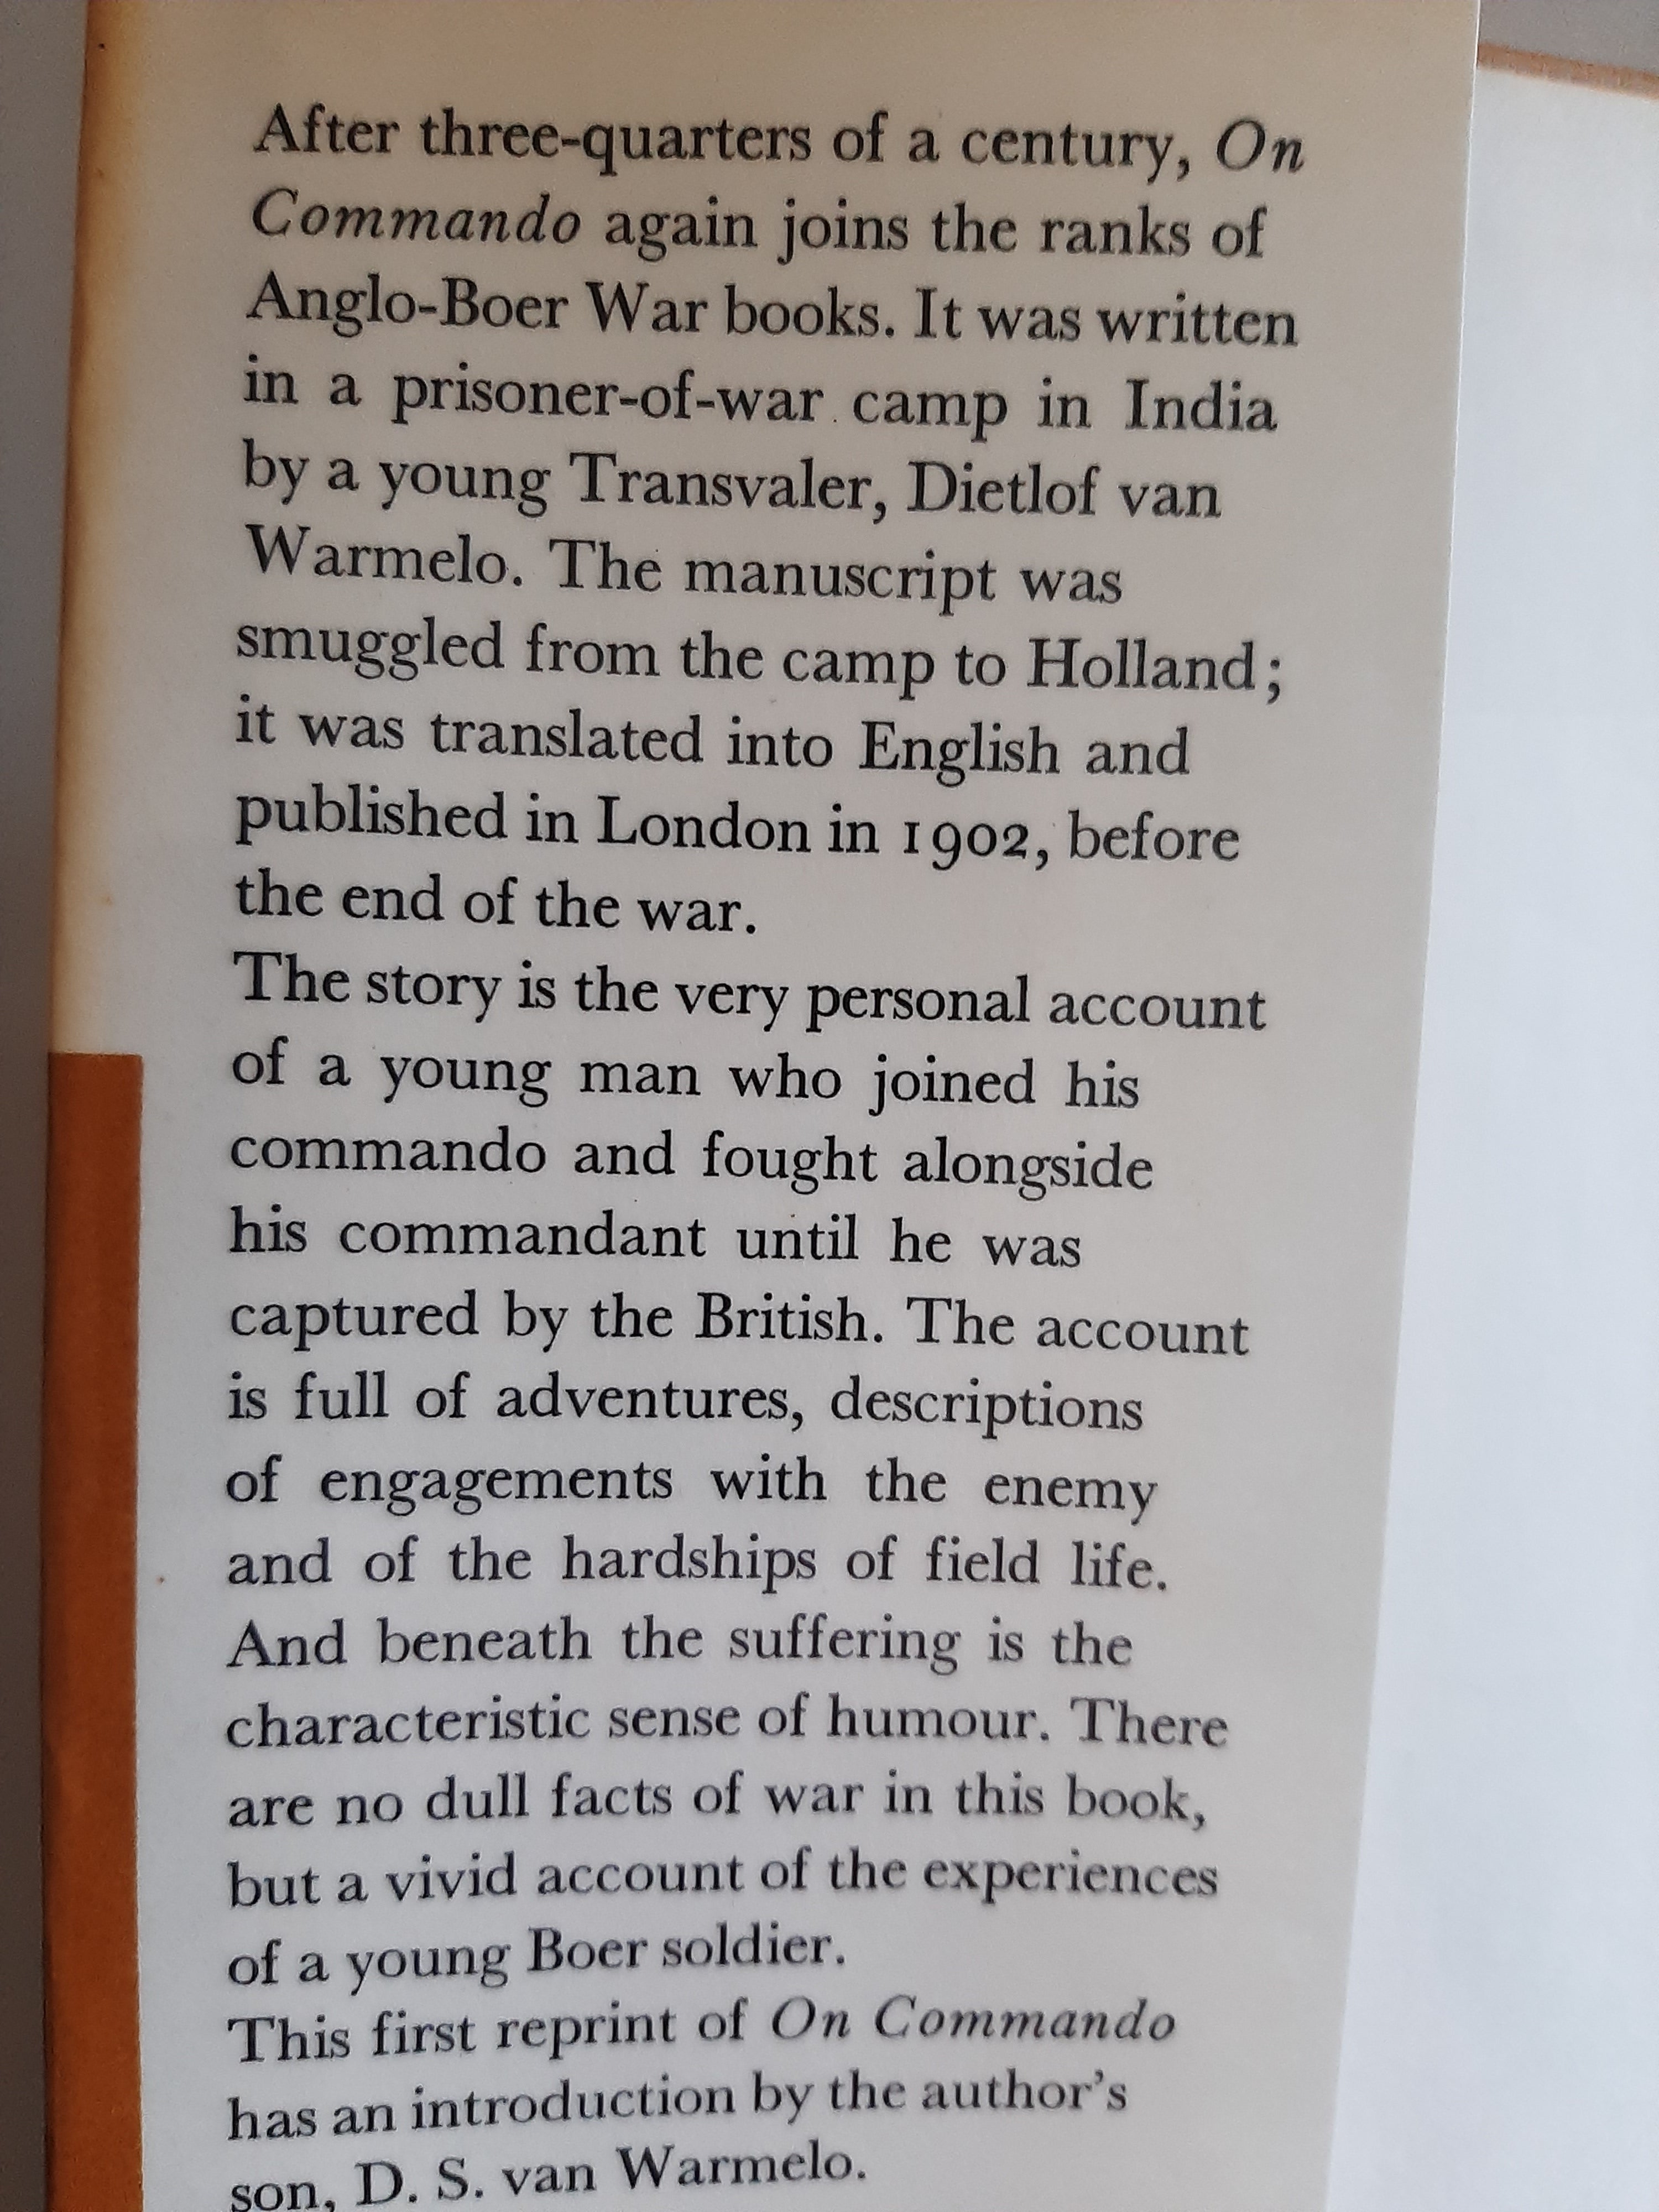 After three-quarters of a century, On
Commando again joins the ranks of
Anglo-Boer War books. It was written
in a prisoner-of-war camp in India
by a young Transvaler, Dietlof van
Warmelo. The manuscript was
smuggled from the camp to Holland;
it was translated into English and
published in London in 1902, before
the end of the war.
The story is the very personal account
of a young man who joined his
commando and fought alongside
his commandant until he was
captured by the British. The account
is full of adventures, descriptions
of engagements with the enemy
and of the hardships of field life.
And beneath the suffering is the
characteristic sense of humour. There
are no dull facts of war in this book,
but a vivid account of the experiences
of a young Boer soldier.
This first reprint of On Commando
has an introduction by the author's
son, D. S. van Warmelo.